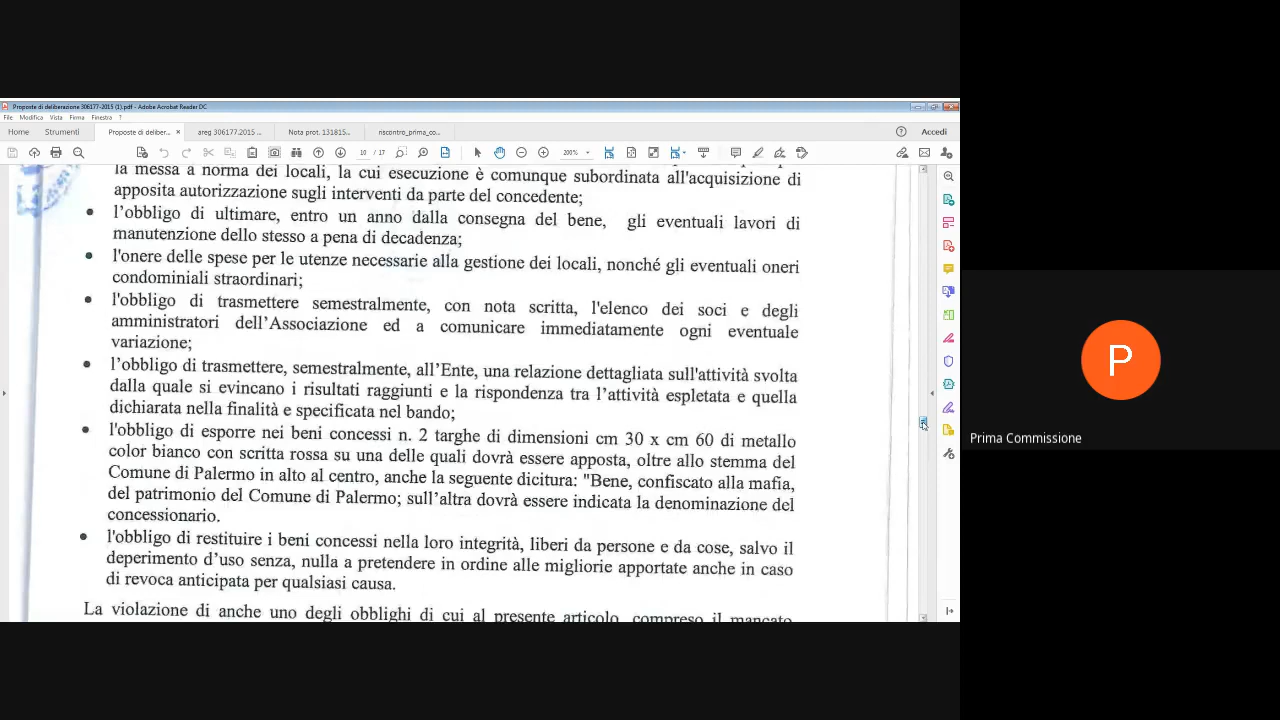 Proposte di deliberazione 306177-2015 (1).pdf - Adobe Acrobat Reader DC
File Modifica Vista Firma Finestra ?
Home Strumenti Proposte di deliber... × areg 306177.2015 ... Nota prot. 131815... riscontro_prima_co... Accedi
10 / 17 200%
la messa a norma dei locali, la cui esecuzione è comunque subordinata all'acquisizione di
apposita autorizzazione sugli interventi da parte del concedente;
• l'obbligo di ultimare, entro un anno dalla consegna del bene, gli eventuali lavori di
manutenzione dello stesso a pena di decadenza;
• l'onere delle spese per le utenze necessarie alla gestione dei locali, nonché gli eventuali oneri
condominiali straordinari;
• l'obbligo di trasmettere semestralmente, con nota scritta, l'elenco dei soci e degli
amministratori dell'Associazione ed a comunicare immediatamente ogni eventuale
variazione;
• l'obbligo di trasmettere, semestralmente, all'Ente, una relazione dettagliata sull'attività svolta
dalla quale si evincano i risultati raggiunti e la rispondenza tra l'attività espletata e quella
dichiarata nella finalità e specificata nel bando;
• l'obbligo di esporre nei beni concessi n. 2 targhe di dimensioni cm 30 x cm 60 di metallo
color bianco con scritta rossa su una delle quali dovrà essere apposta, oltre allo stemma del
Comune di Palermo in alto al centro, anche la seguente dicitura: "Bene, confiscato alla mafia,
del patrimonio del Comune di Palermo; sull'altra dovrà essere indicata la denominazione del
concessionario.
• l'obbligo di restituire i beni concessi nella loro integrità, liberi da persone e da cose, salvo il
deperimento d'uso senza, nulla a pretendere in ordine alle migliorie apportate anche in caso
di revoca anticipata per qualsiasi causa.
La violazione di anche uno degli obblighi di cui al presente articolo, compreso il mancato
P
Prima Commissione